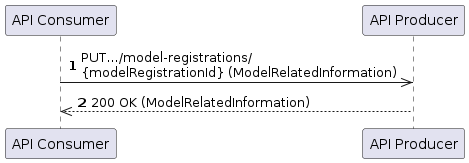 API Consumer API Producer
1 PUT.../model-registrations/
{modelRegistrationId} (ModelRelatedInformation)
2 200 OK (ModelRelatedInformation)
API Consumer API Producer